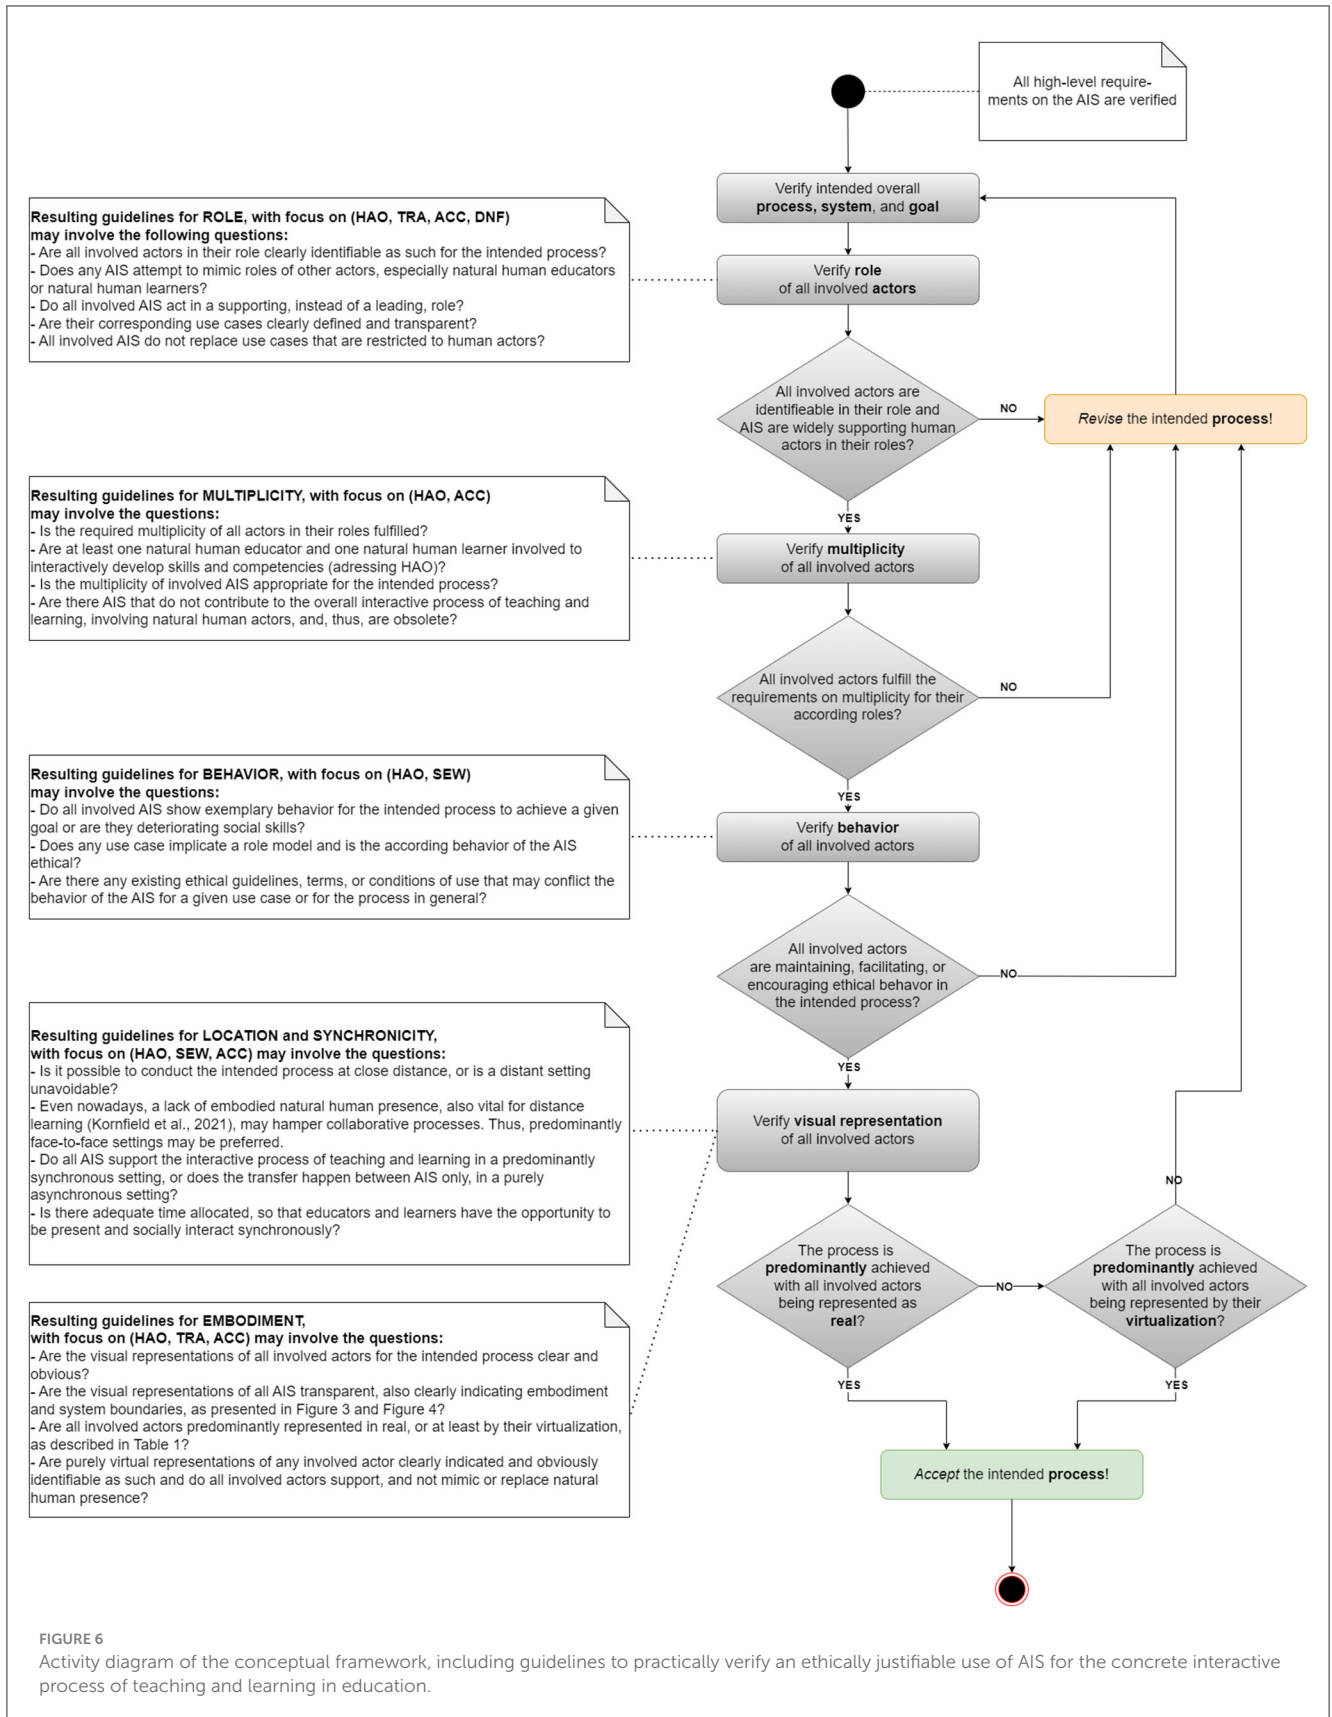 All high-level require-
ments on the AIS are verified
Verify intended overall
process, system, and goal
Resulting guidelines for ROLE, with focus on (HAO, TRA, ACC, DNF)
may involve the following questions:
- Are all involved actors in their role clearly identifiable as such for the intended process?
- Does any AIS attempt to mimic roles of other actors, especially natural human educators
or natural human learners?
- Do all involved AIS act in a supporting, instead of a leading, role?
- Are their corresponding use cases clearly defined and transparent?
- All involved AIS do not replace use cases that are restricted to human actors?
Verify role
of all involved actors
All involved actors are
identifieable in their role and
AIS are widely supporting human
actors in their roles?
NO
Revise the intended process!
YES
Resulting guidelines for MULTIPLICITY, with focus on (HAO, ACC)
may involve the questions:
- Is the required multiplicity of all actors in their roles fulfilled?
- Are at least one natural human educator and one natural human learner involved to
interactively develop skills and competencies (adressing HAO)?
- Is the multiplicity of involved AIS appropriate for the intended process?
- Are there AIS that do not contribute to the overall interactive process of teaching and
learning, involving natural human actors, and, thus, are obsolete?
Verify multiplicity
of all involved actors
All involved actors fulfill the
requirements on multiplicity for their
according roles?
NO
YES
Resulting guidelines for BEHAVIOR, with focus on (HAO, SEW)
may involve the questions:
- Do all involved AIS show exemplary behavior for the intended process to achieve a given
goal or are they deteriorating social skills?
- Does any use case implicate a role model and is the according behavior of the AIS
ethical?
- Are there any existing ethical guidelines, terms, or conditions of use that may conflict the
behavior of the AIS for a given use case or for the process in general?
Verify behavior
of all involved actors
All involved actors
are maintaining, facilitating, or
encouraging ethical behavor in
the intended process?
NO
YES
Resulting guidelines for LOCATION and SYNCHRONICITY,
with focus on (HAO, SEW, ACC) may involve the questions:
- Is it possible to conduct the intended process at close distance, or is a distant setting
unavoidable?
- Even nowadays, a lack of embodied natural human presence, also vital for distance
learning (Kornfield et al., 2021), may hamper collaborative processes. Thus, predominantly
face-to-face settings may be preferred.
- Do all AIS support the interactive process of teaching and learning in a predominantly
synchronous setting, or does the transfer happen between AIS only, in a purely
asynchronous setting?
- Is there adequate time allocated, so that educators and learners have the opportunity to
be present and socially interact synchronously?
Verify visual representation
of all involved actors
The process is
predominantly achieved
with all involved actors
being represented as
real?
NO
NO
The process is
predominantly achieved
with all involved actors
being represented by their
virtualization?
YES
YES
Resulting guidelines for EMBODIMENT,
with focus on (HAO, TRA, ACC) may involve the questions:
- Are the visual representations of all involved actors for the intended process clear and
obvious?
- Are the visual representations of all AIS transparent, also clearly indicating embodiment
and system boundaries, as presented in Figure 3 and Figure 4?
- Are all involved actors predominantly represented in real, or at least by their virtualization,
as described in Table 1?
- Are purely virtual representations of any involved actor clearly indicated and obviously
identifiable as such and do all involved actors support, and not mimic or replace natural
human presence?
Accept the intended process!
FIGURE 6
Activity diagram of the conceptual framework, including guidelines to practically verify an ethically justifiable use of AIS for the concrete interactive
process of teaching and learning in education.